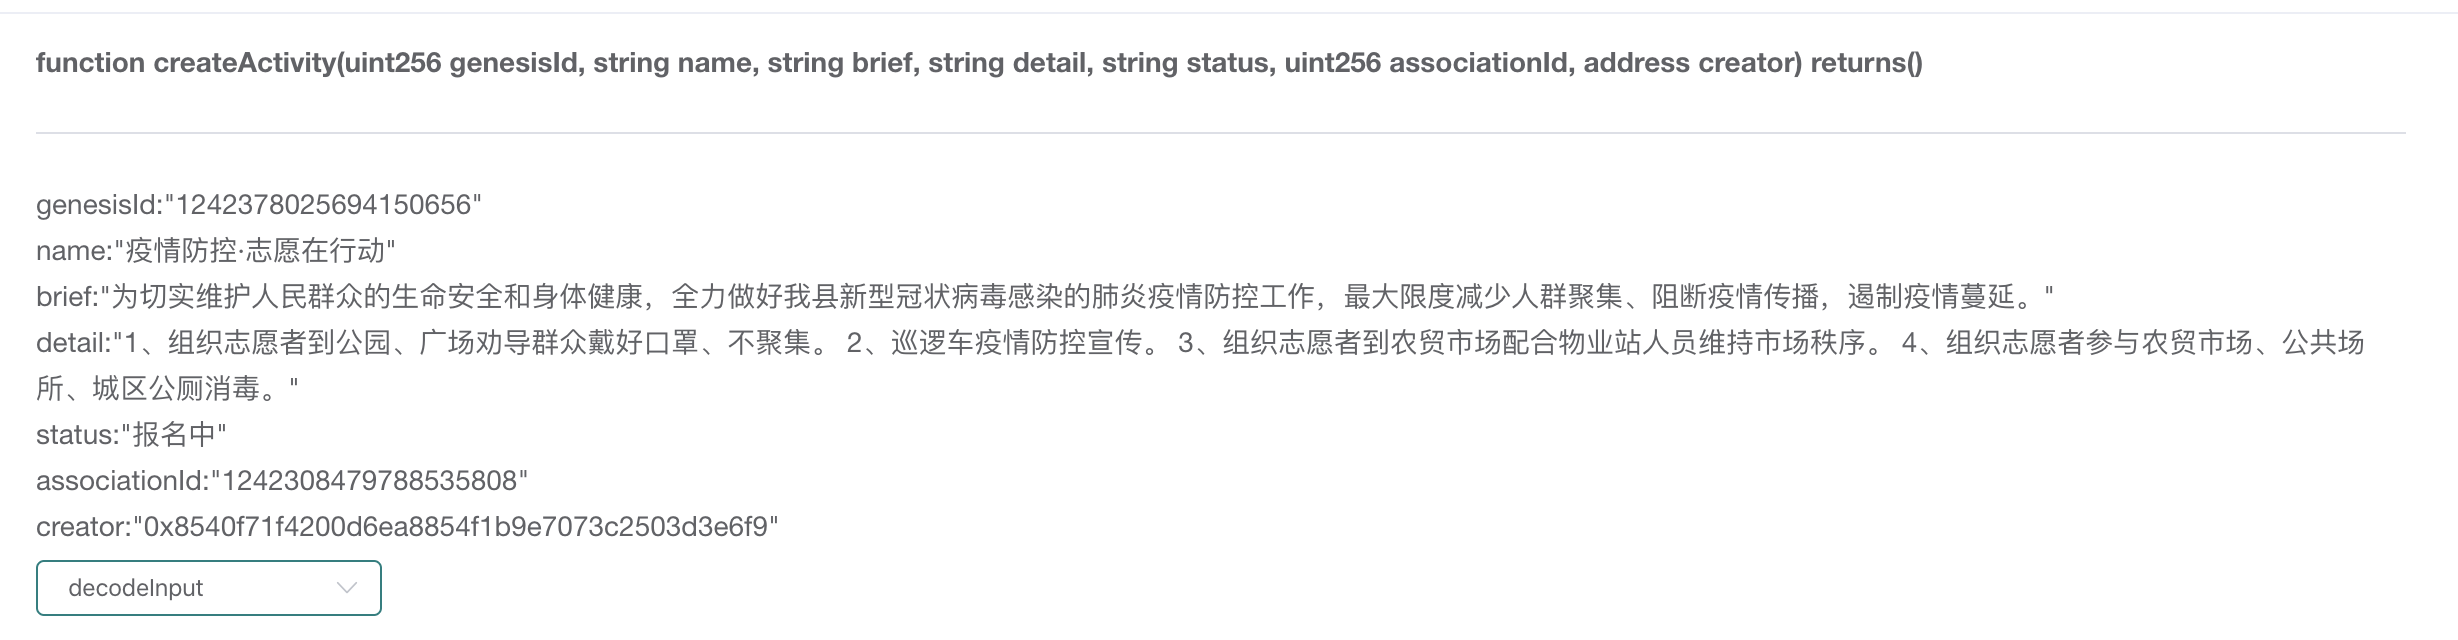 function createActivity(uint256 genesisId, string name, string brief, string detail, string status, uint256 associationId, address creator) returns()
genesisId:"1242378025694150656"
name:"疫情防控·志愿在行动"
brief:"为切实维护人民群众的生命安全和身体健康，全力做好我县新型冠状病毒感染的肺炎疫情防控工作，最大限度减少人群聚集、阻断疫情传播，遏制疫情蔓延。"
detail:"1、组织志愿者到公园、广场劝导群众戴好口罩、不聚集。 2、巡逻车疫情防控宣传。 3、组织志愿者到农贸市场配合物业站人员维持市场秩序。 4、组织志愿者参与农贸市场、公共场
所、城区公厕消毒。"
status:"报名中"
associationId:"1242308479788535808"
creator:"0x8540f71f4200d6ea8854f1b9e7073c2503d3e6f9"
decodeInput